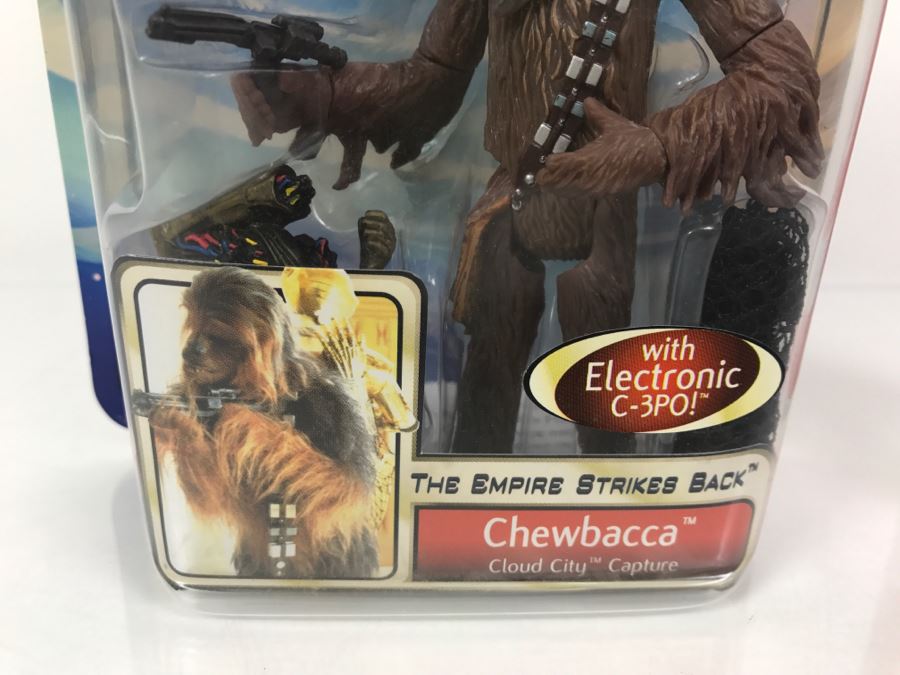 with
Electronic
C-3PO!™
THE EMPIRE STRIKES BACK™
Chewbacca™
Cloud City™ Capture